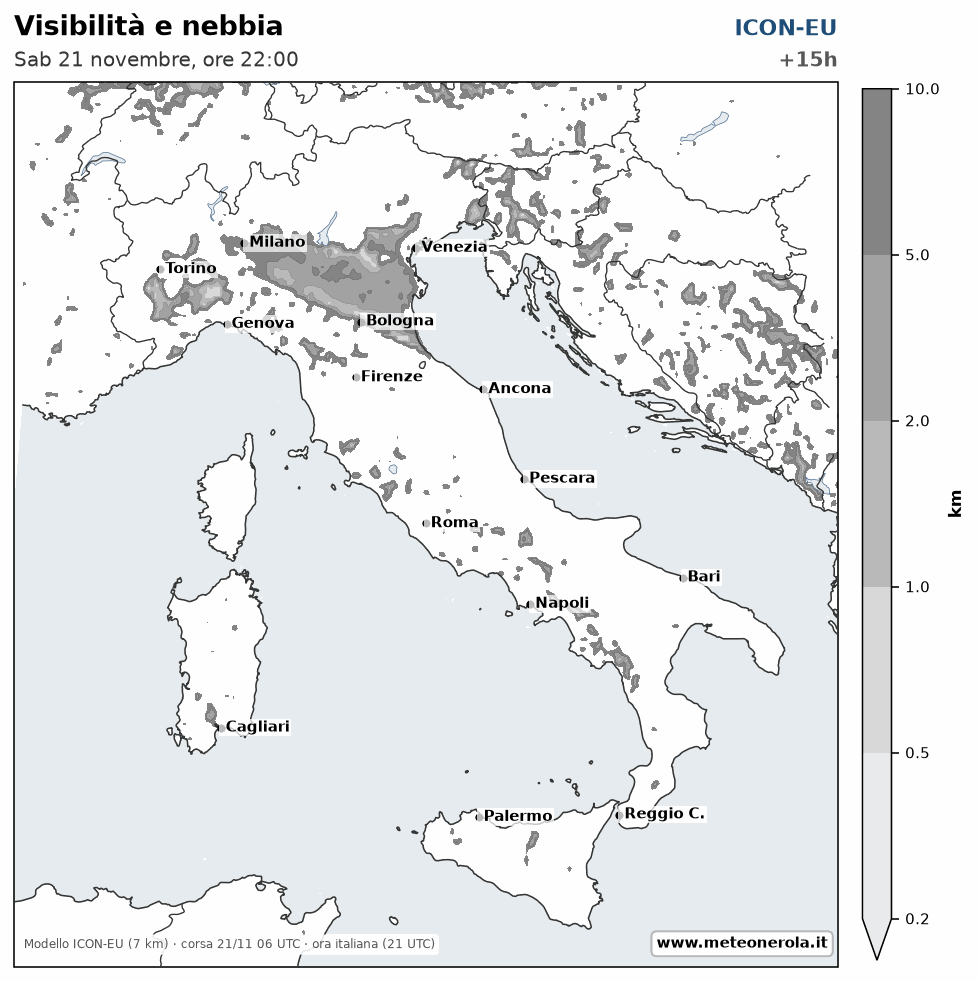 Visibilità e nebbia
ICON-EU
Sab 21 novembre, ore 22:00
+15h
10.0
5.0
2.0
1.0
0.5
0.2
km
Milano
Venezia
Torino
Genova
Bologna
Firenze
Ancona
Pescara
Roma
Bari
Napoli
Cagliari
Palermo
Reggio C.
Modello ICON-EU (7 km) · corsa 21/11 06 UTC · ora italiana (21 UTC)
www.meteonerola.it